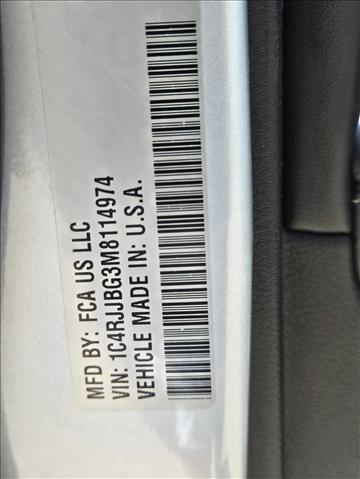 MFD BY: FCA US LLC
VIN: 1C4RJJBG3M8114974
VEHICLE MADE IN: U.S.A.